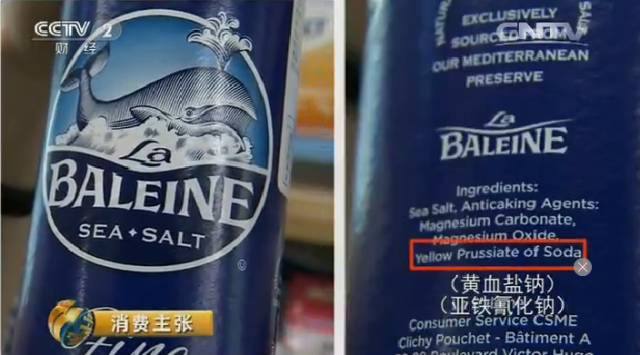 CCTV 2
财经
La
BALEINE
SEA • SALT
消费主张
fine
EXCLUSIVELY
SOURCED FROM
OUR MEDITERRANEAN
PRESERVE
La
BALEINE
Ingredients:
Sea Salt, Anticaking Agents:
Magnesium Carbonate,
Magnesium Oxide,
Yellow Prussiate of Soda
(黄血盐钠)
(亚铁氰化钠)
Consumer Service CSME
Clichy Pouchet - Bâtiment A
Boulevard Victor Hugo